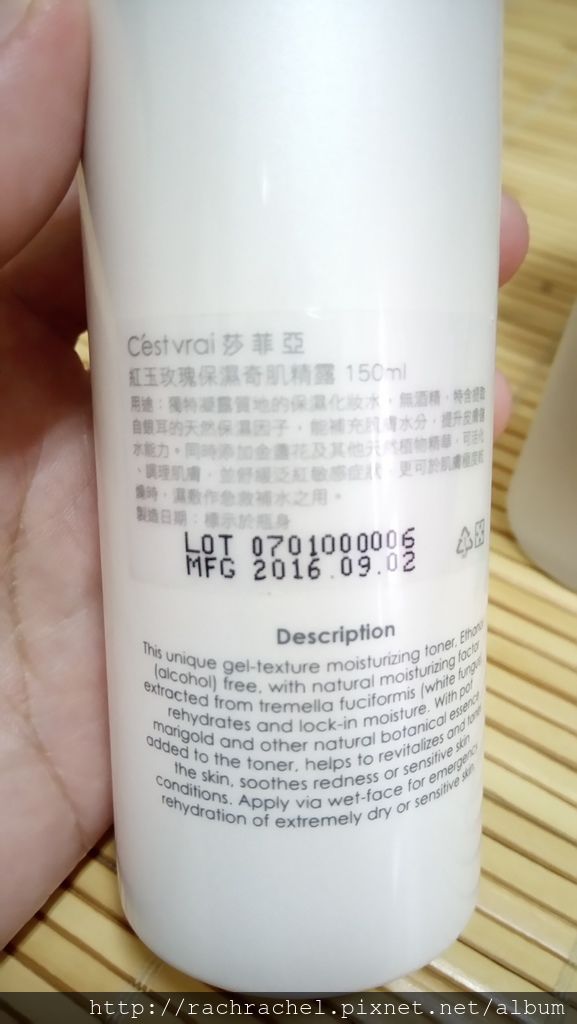 C'estvrai 莎菲亞
紅玉玫瑰保濕奇肌精露 150ml
用途：獨特凝露質地的保濕化妝水，無酒精，特含提取
自銀耳的天然保濕因子，能補充肌膚水分，提升皮膚儲
水能力。同時添加金盞花及其他天然植物精華，可活化
、調理肌膚，並舒緩泛紅敏感症狀，更可於肌膚極度乾
燥時，濕敷作急救補水之用。
製造日期：標示於瓶身
LOT 0701000006
MFG 2016.09.02
Description
This unique gel-texture moisturizing toner, Ethanol
(alcohol) free, with natural moisturizing factor
extracted from tremella fuciformis (white fungus),
rehydrates and lock-in moisture. With pot
marigold and other natural botanical essence
added to the toner, helps to revitalizes and
the skin, soothes redness or sensitive skin
conditions. Apply via wet-face for emergency
rehydration of extremely dry or sensitive skin.
http://rachrachel.pixnet.net/album